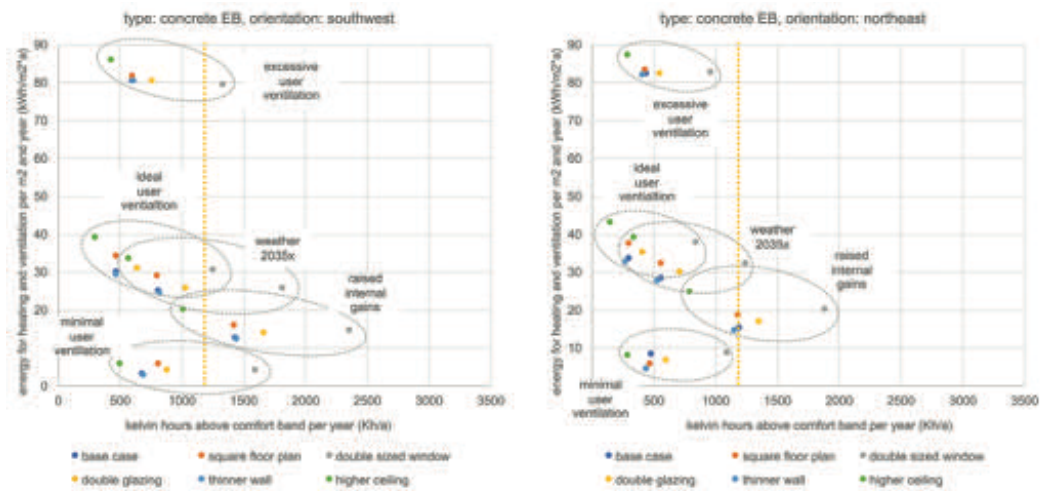 type: concrete EB, orientation: southwest
energy for heating and ventilation per m2 and year (kWh/m2*a)
90
80
70
60
50
40
30
20
10
0
excessive
user
ventilation
ideal
user
ventialtion
weather
2035x
raised
internal
gains
minimal
user
ventilation
0 500 1000 1500 2000 2500 3000 3500
kelvin hours above comfort band per year (Kh/a)
base case square floor plan double sized window
double glazing thinner wall higher ceiling
type: concrete EB, orientation: northeast
energy for heating and ventilation per m2 and year (kWh/m2*a)
90
80
70
60
50
40
30
20
10
0
excessive
user
ventilation
ideal
user
ventialtion
weather
2035x
raised
internal
gains
minimal
user
ventilation
500 1000 1500 2000 2500 3000 3500
kelvin hours above comfort band per year (Kh/a)
base case square floor plan double sized window
double glazing thinner wall higher ceiling